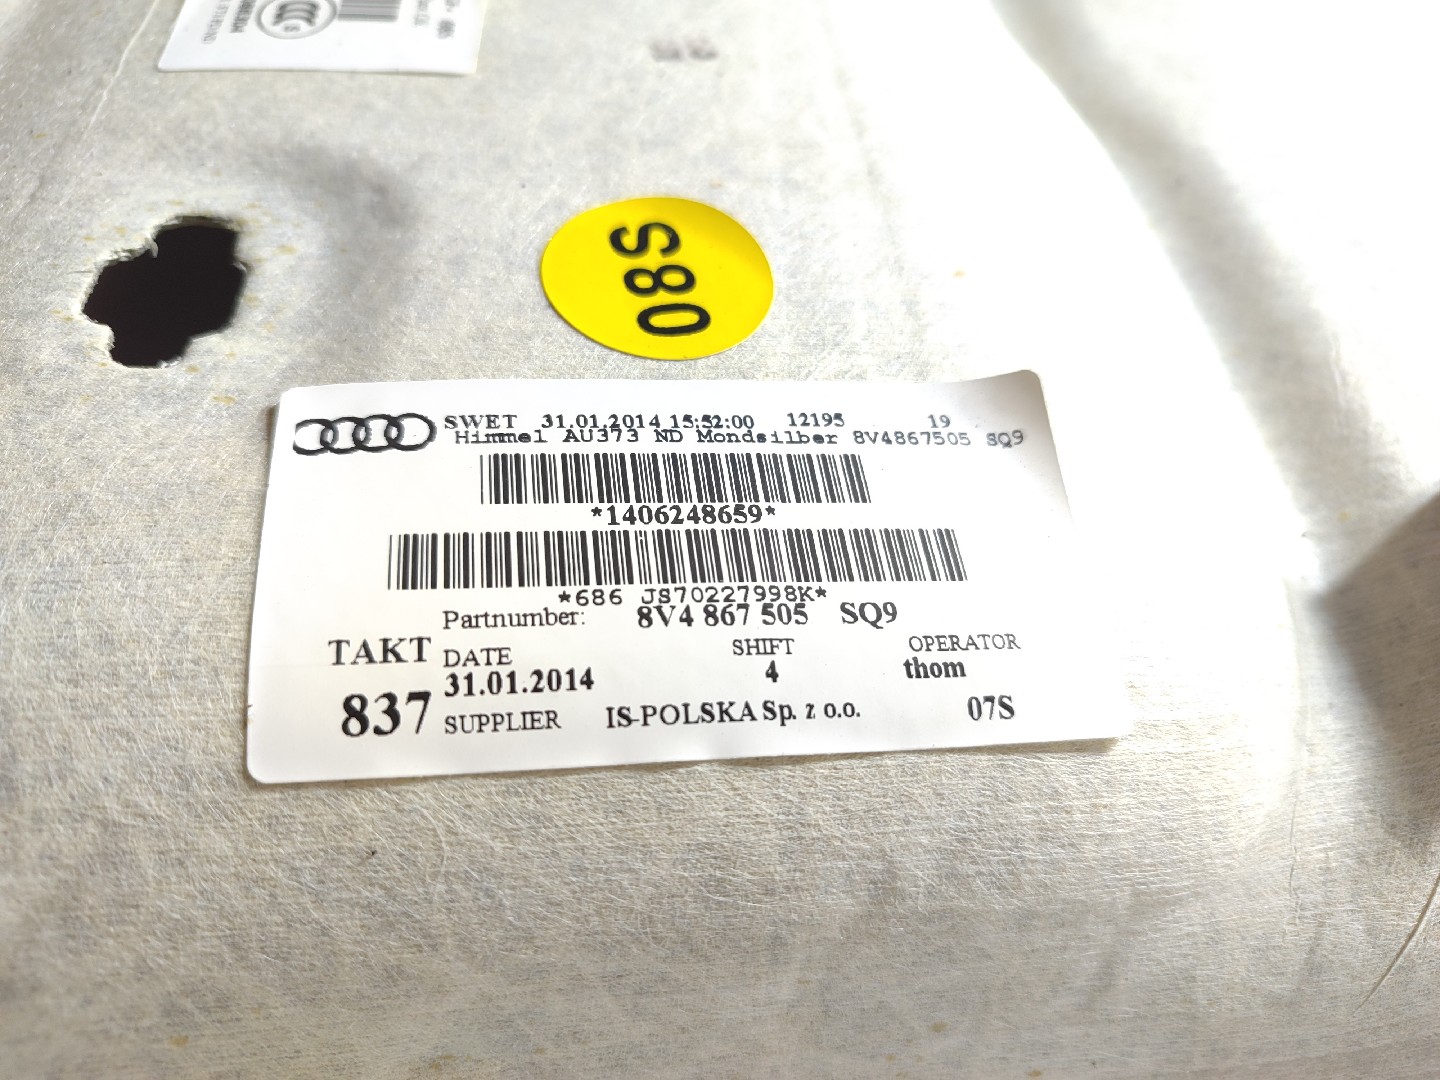 08S
SWET 31.01.2014 15:52:00 12195 19
Himmel AU373 ND Mondsilber 8V4867505 SQ9
*1406248659*
*686 JS70227998K*
Partnumber: 8V4 867 505 SQ9
TAKT DATE SHIFT OPERATOR
31.01.2014 4 thom
837 SUPPLIER IS-POLSKA Sp. z o.o. 07S